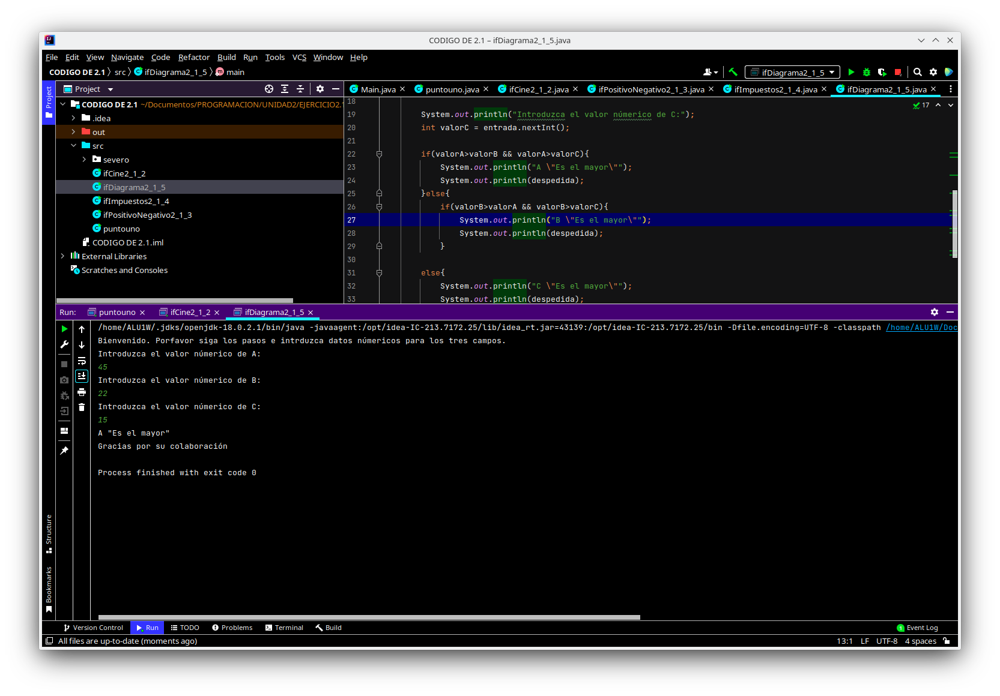 CODIGO DE 2.1 – ifDiagrama2_1_5.java
File Edit View Navigate Code Refactor Build Run Tools VCS Window Help
CODIGO DE 2.1 〉 src 〉 ifDiagrama2_1_5 〉 main
ifDiagrama2_1_5
Project
Project
Main.java puntouno.java ifCine2_1_2.java ifPositivoNegativo2_1_3.java ifImpuestos2_1_4.java ifDiagrama2_1_5.java
CODIGO DE 2.1 ~/Documentos/PROGRAMACION/UNIDAD2/EJERCICIO2.1
.idea
out
src
severo
ifCine2_1_2
ifDiagrama2_1_5
ifImpuestos2_1_4
ifPositivoNegativo2_1_3
puntouno
CODIGO DE 2.1.iml
External Libraries
Scratches and Consoles
17
18
19 System.out.println("Introduzca el valor númerico de C:");
20 int valorC = entrada.nextInt();
21
22 if(valorA>valorB && valorA>valorC){
23 System.out.println("A \"Es el mayor\"");
24 System.out.println(despedida);
25 }else{
26 if(valorB>valorA && valorB>valorC){
27 System.out.println("B \"Es el mayor\"");
28 System.out.println(despedida);
29 }
30
31 else{
32 System.out.println("C \"Es el mayor\"");
33 System.out.println(despedida);
Run: puntouno ifCine2_1_2 ifDiagrama2_1_5
/home/ALU1W/.jdks/openjdk-18.0.2.1/bin/java -javaagent:/opt/idea-IC-213.7172.25/lib/idea_rt.jar=43139:/opt/idea-IC-213.7172.25/bin -Dfile.encoding=UTF-8 -classpath /home/ALU1W/Doc
Bienvenido. Porfavor siga los pasos e intrduzca datos númericos para los tres campos.
Introduzca el valor númerico de A:
45
Introduzca el valor númerico de B:
22
Introduzca el valor númerico de C:
15
A "Es el mayor"
Gracias por su colaboración
Process finished with exit code 0
Structure
Bookmarks
Version Control Run TODO Problems Terminal Build 1 Event Log
All files are up-to-date (moments ago) 13:1 LF UTF-8 4 spaces